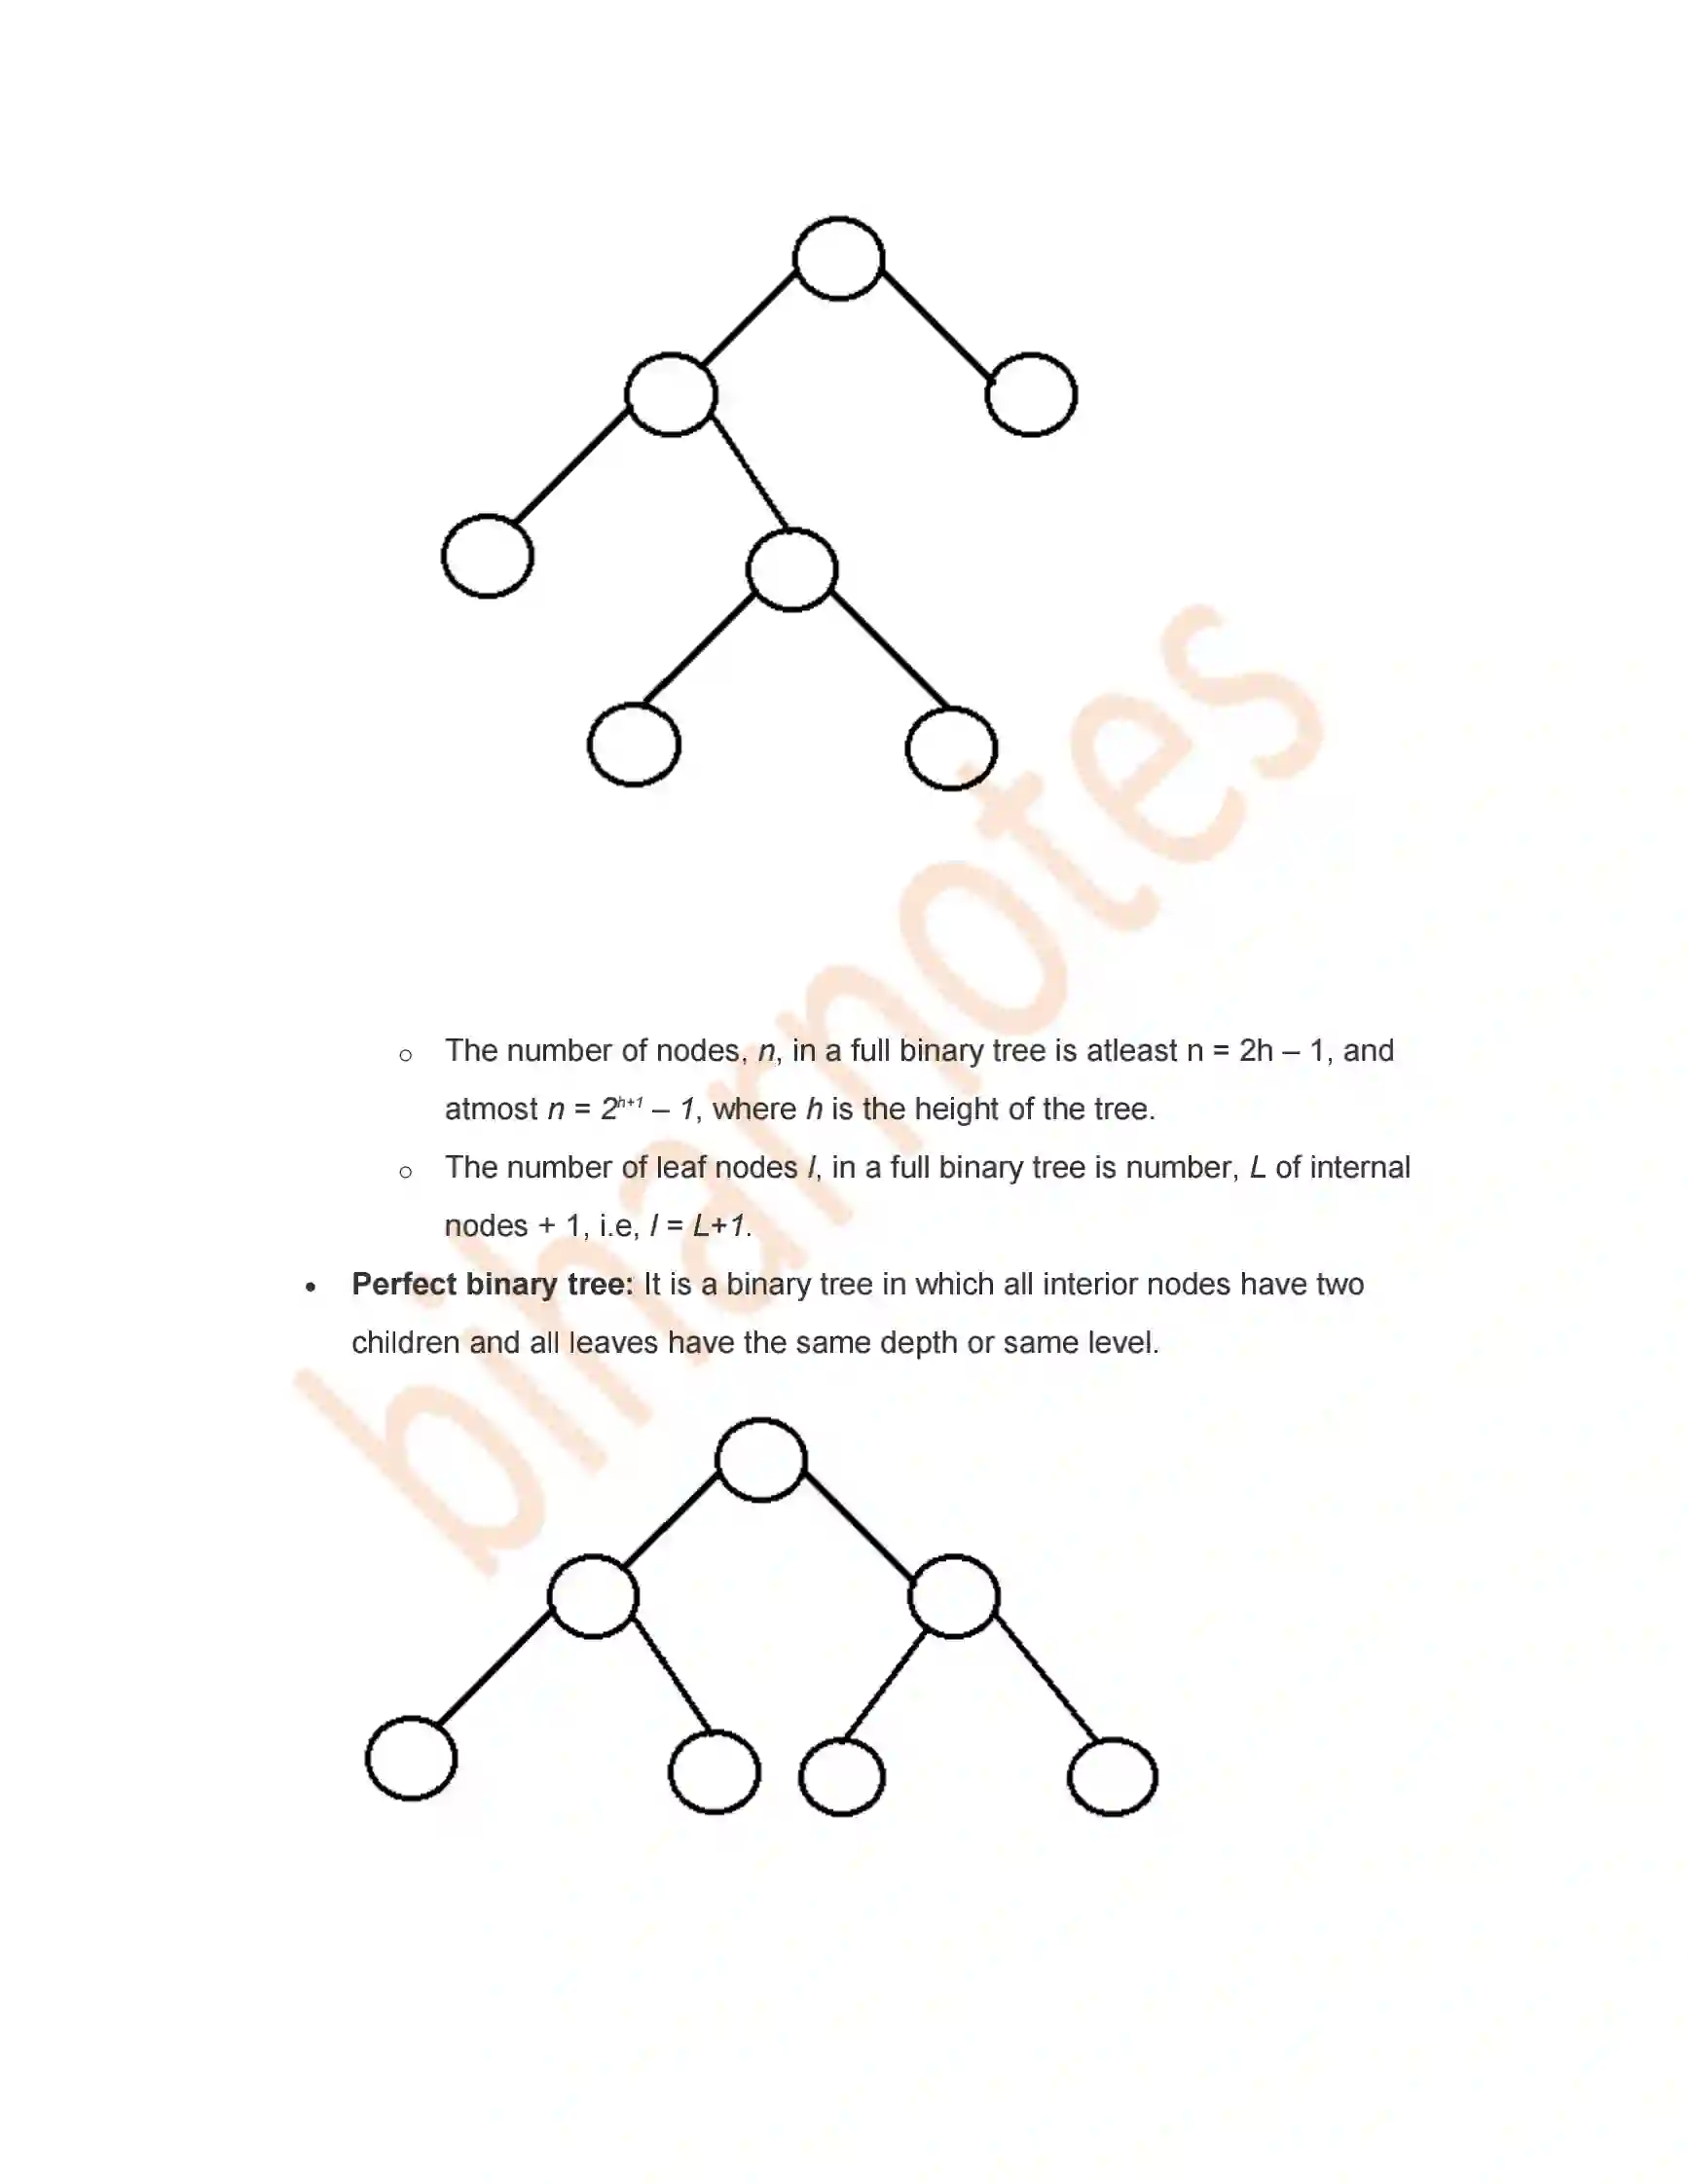 o The number of nodes, n, in a full binary tree is atleast n = 2h – 1, and
atmost n = 2^{h+1} – 1, where h is the height of the tree.
o The number of leaf nodes l, in a full binary tree is number, L of internal
nodes + 1, i.e, l = L+1.
• Perfect binary tree: It is a binary tree in which all interior nodes have two
children and all leaves have the same depth or same level.
biharnotes